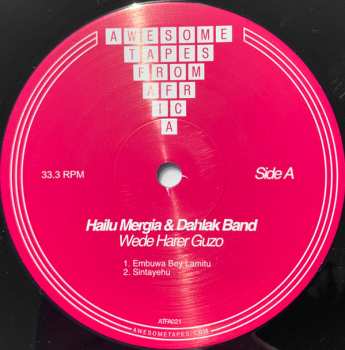 AWESOME
TAPES
FROM
AFR
IC
A
33.3 RPM
Side A
Hailu Mergia & Dahlak Band
Wede Harer Guzo
1. Embuwa Bey Lamitu
2. Sintayehu
ATFA021
AWESOMETAPES.COM